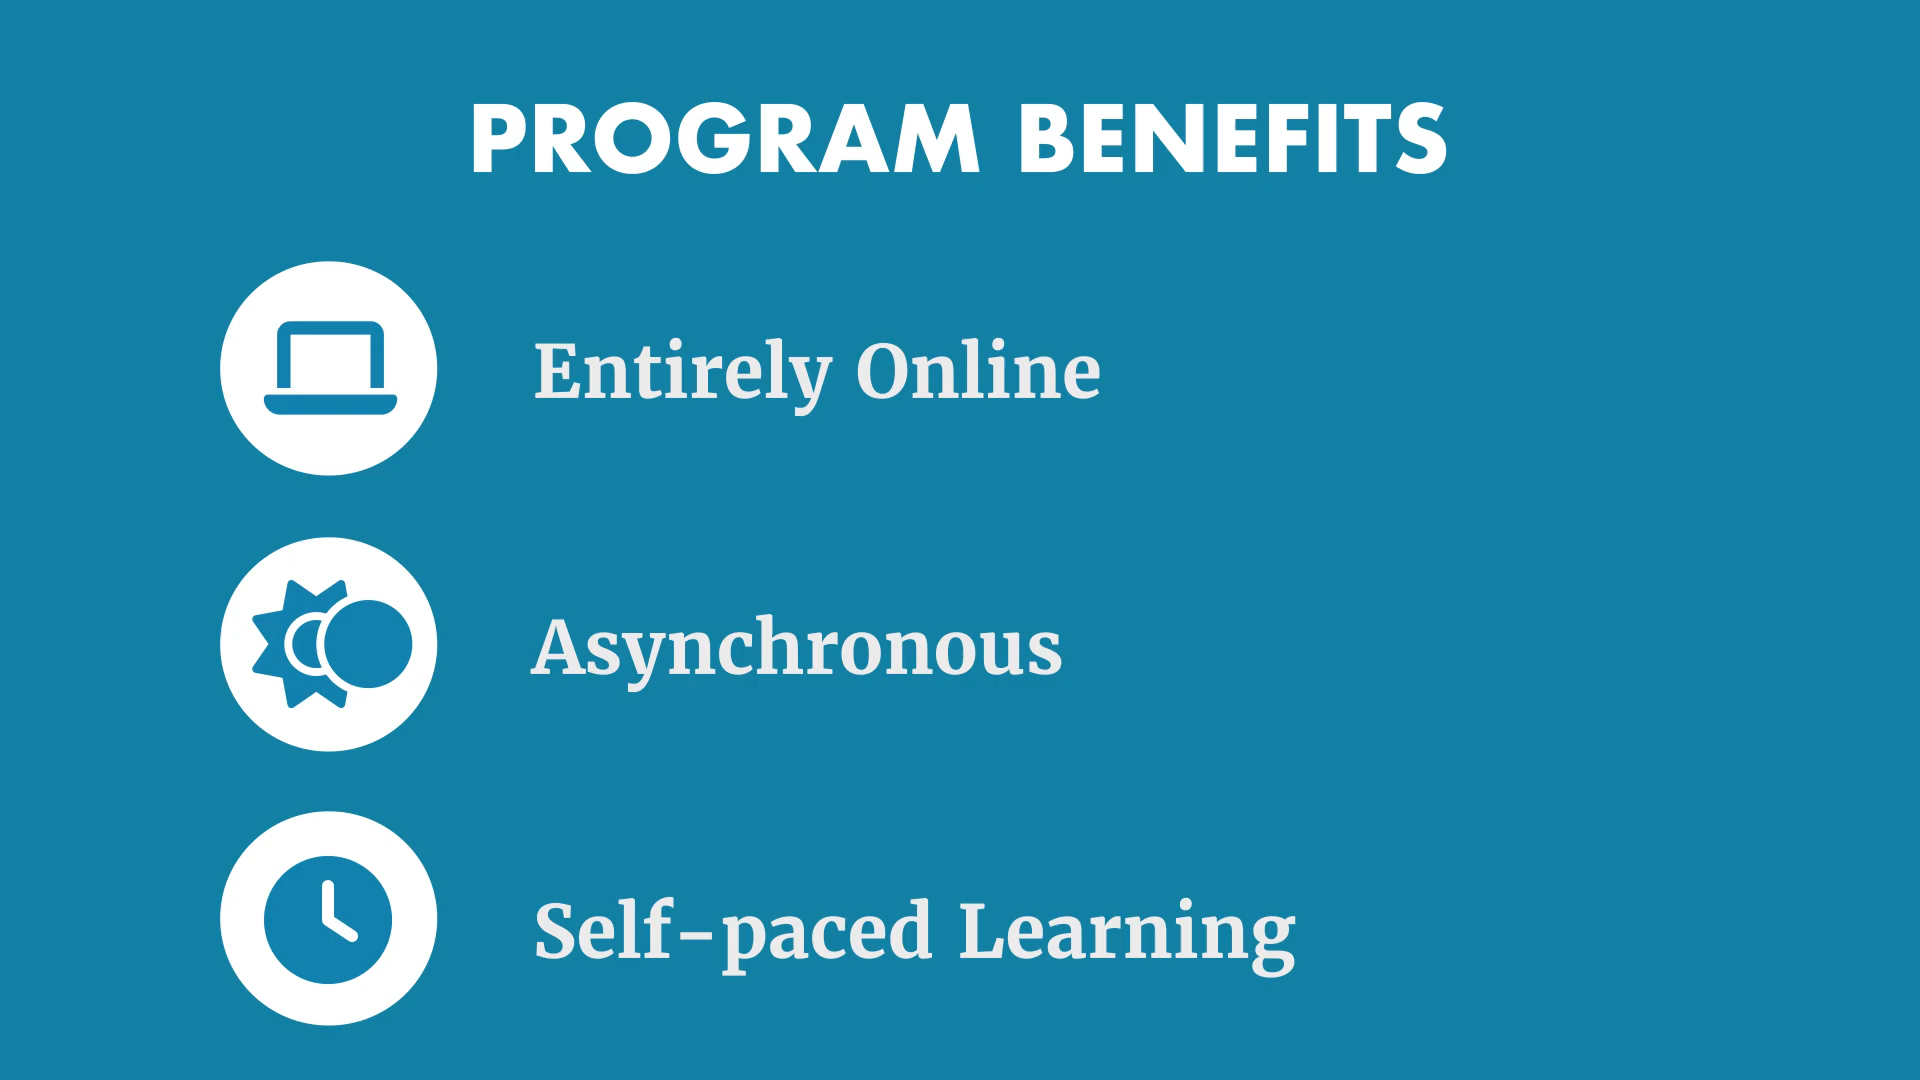 PROGRAM BENEFITS
Entirely Online
Asynchronous
Self-paced Learning